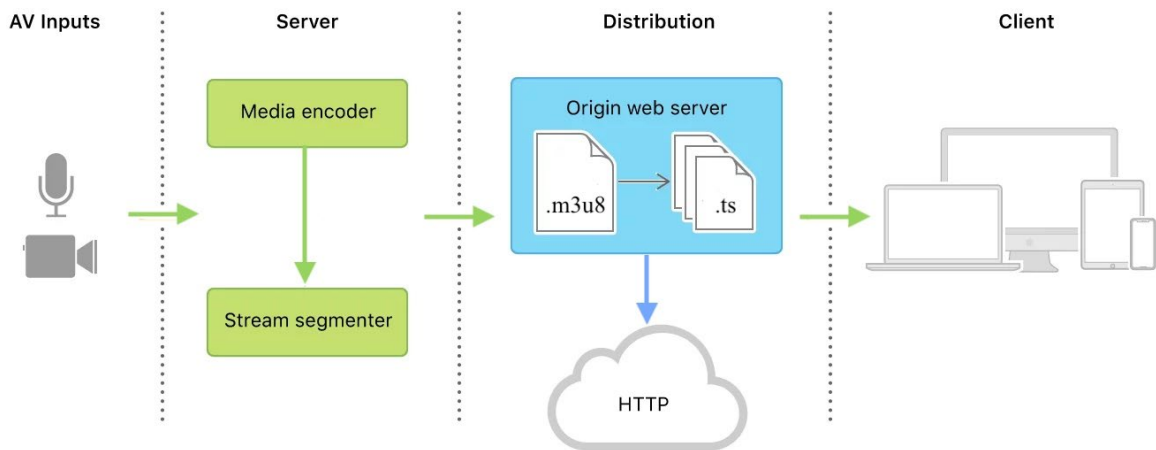 AV Inputs
Server
Distribution
Client
Media encoder
Stream segmenter
Origin web server
.m3u8
.ts
HTTP